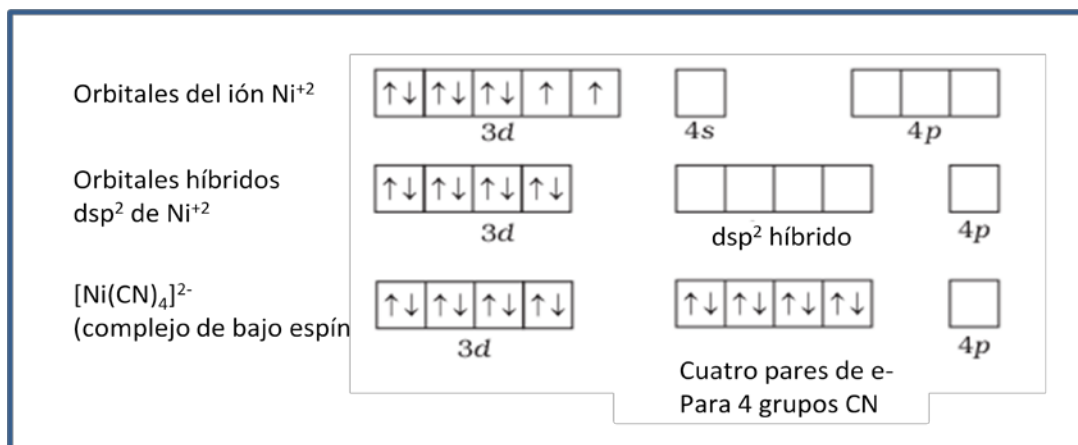 Orbitales del ión Ni⁺²
↑↓ ↑↓ ↑↓ ↑ ↑
3d
4s
4p
Orbitales híbridos
dsp² de Ni⁺²
↑↓ ↑↓ ↑↓ ↑↓
3d
dsp² híbrido
4p
[Ni(CN)₄]²⁻
(complejo de bajo espín
↑↓ ↑↓ ↑↓ ↑↓
3d
↑↓ ↑↓ ↑↓ ↑↓
4p
Cuatro pares de e-
Para 4 grupos CN